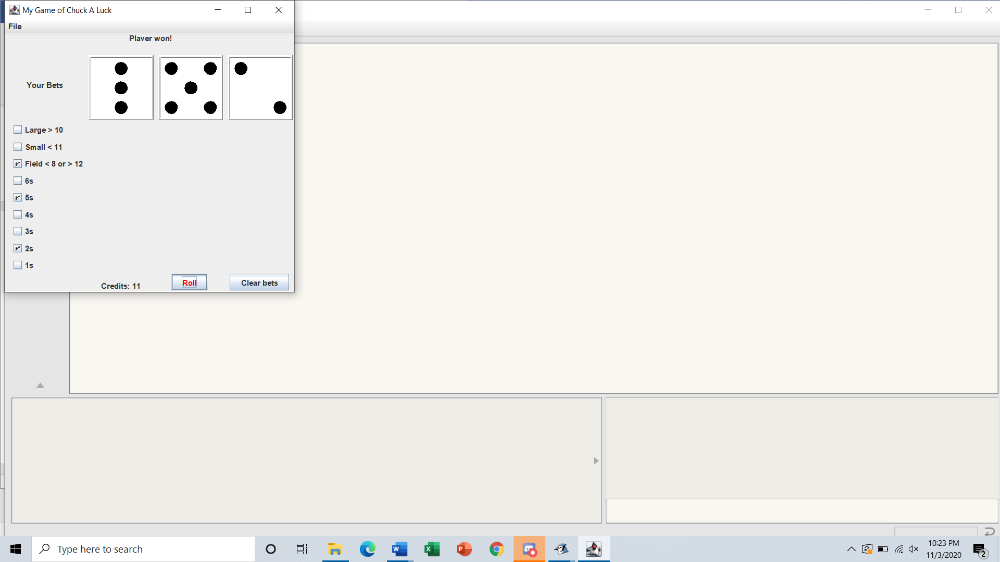 My Game of Chuck A Luck
File
Player won!
Your Bets
Large > 10
Small < 11
Field < 8 or > 12
6s
5s
4s
3s
2s
1s
Credits: 11
Roll
Clear bets
Type here to search
10:23 PM
11/3/2020
2